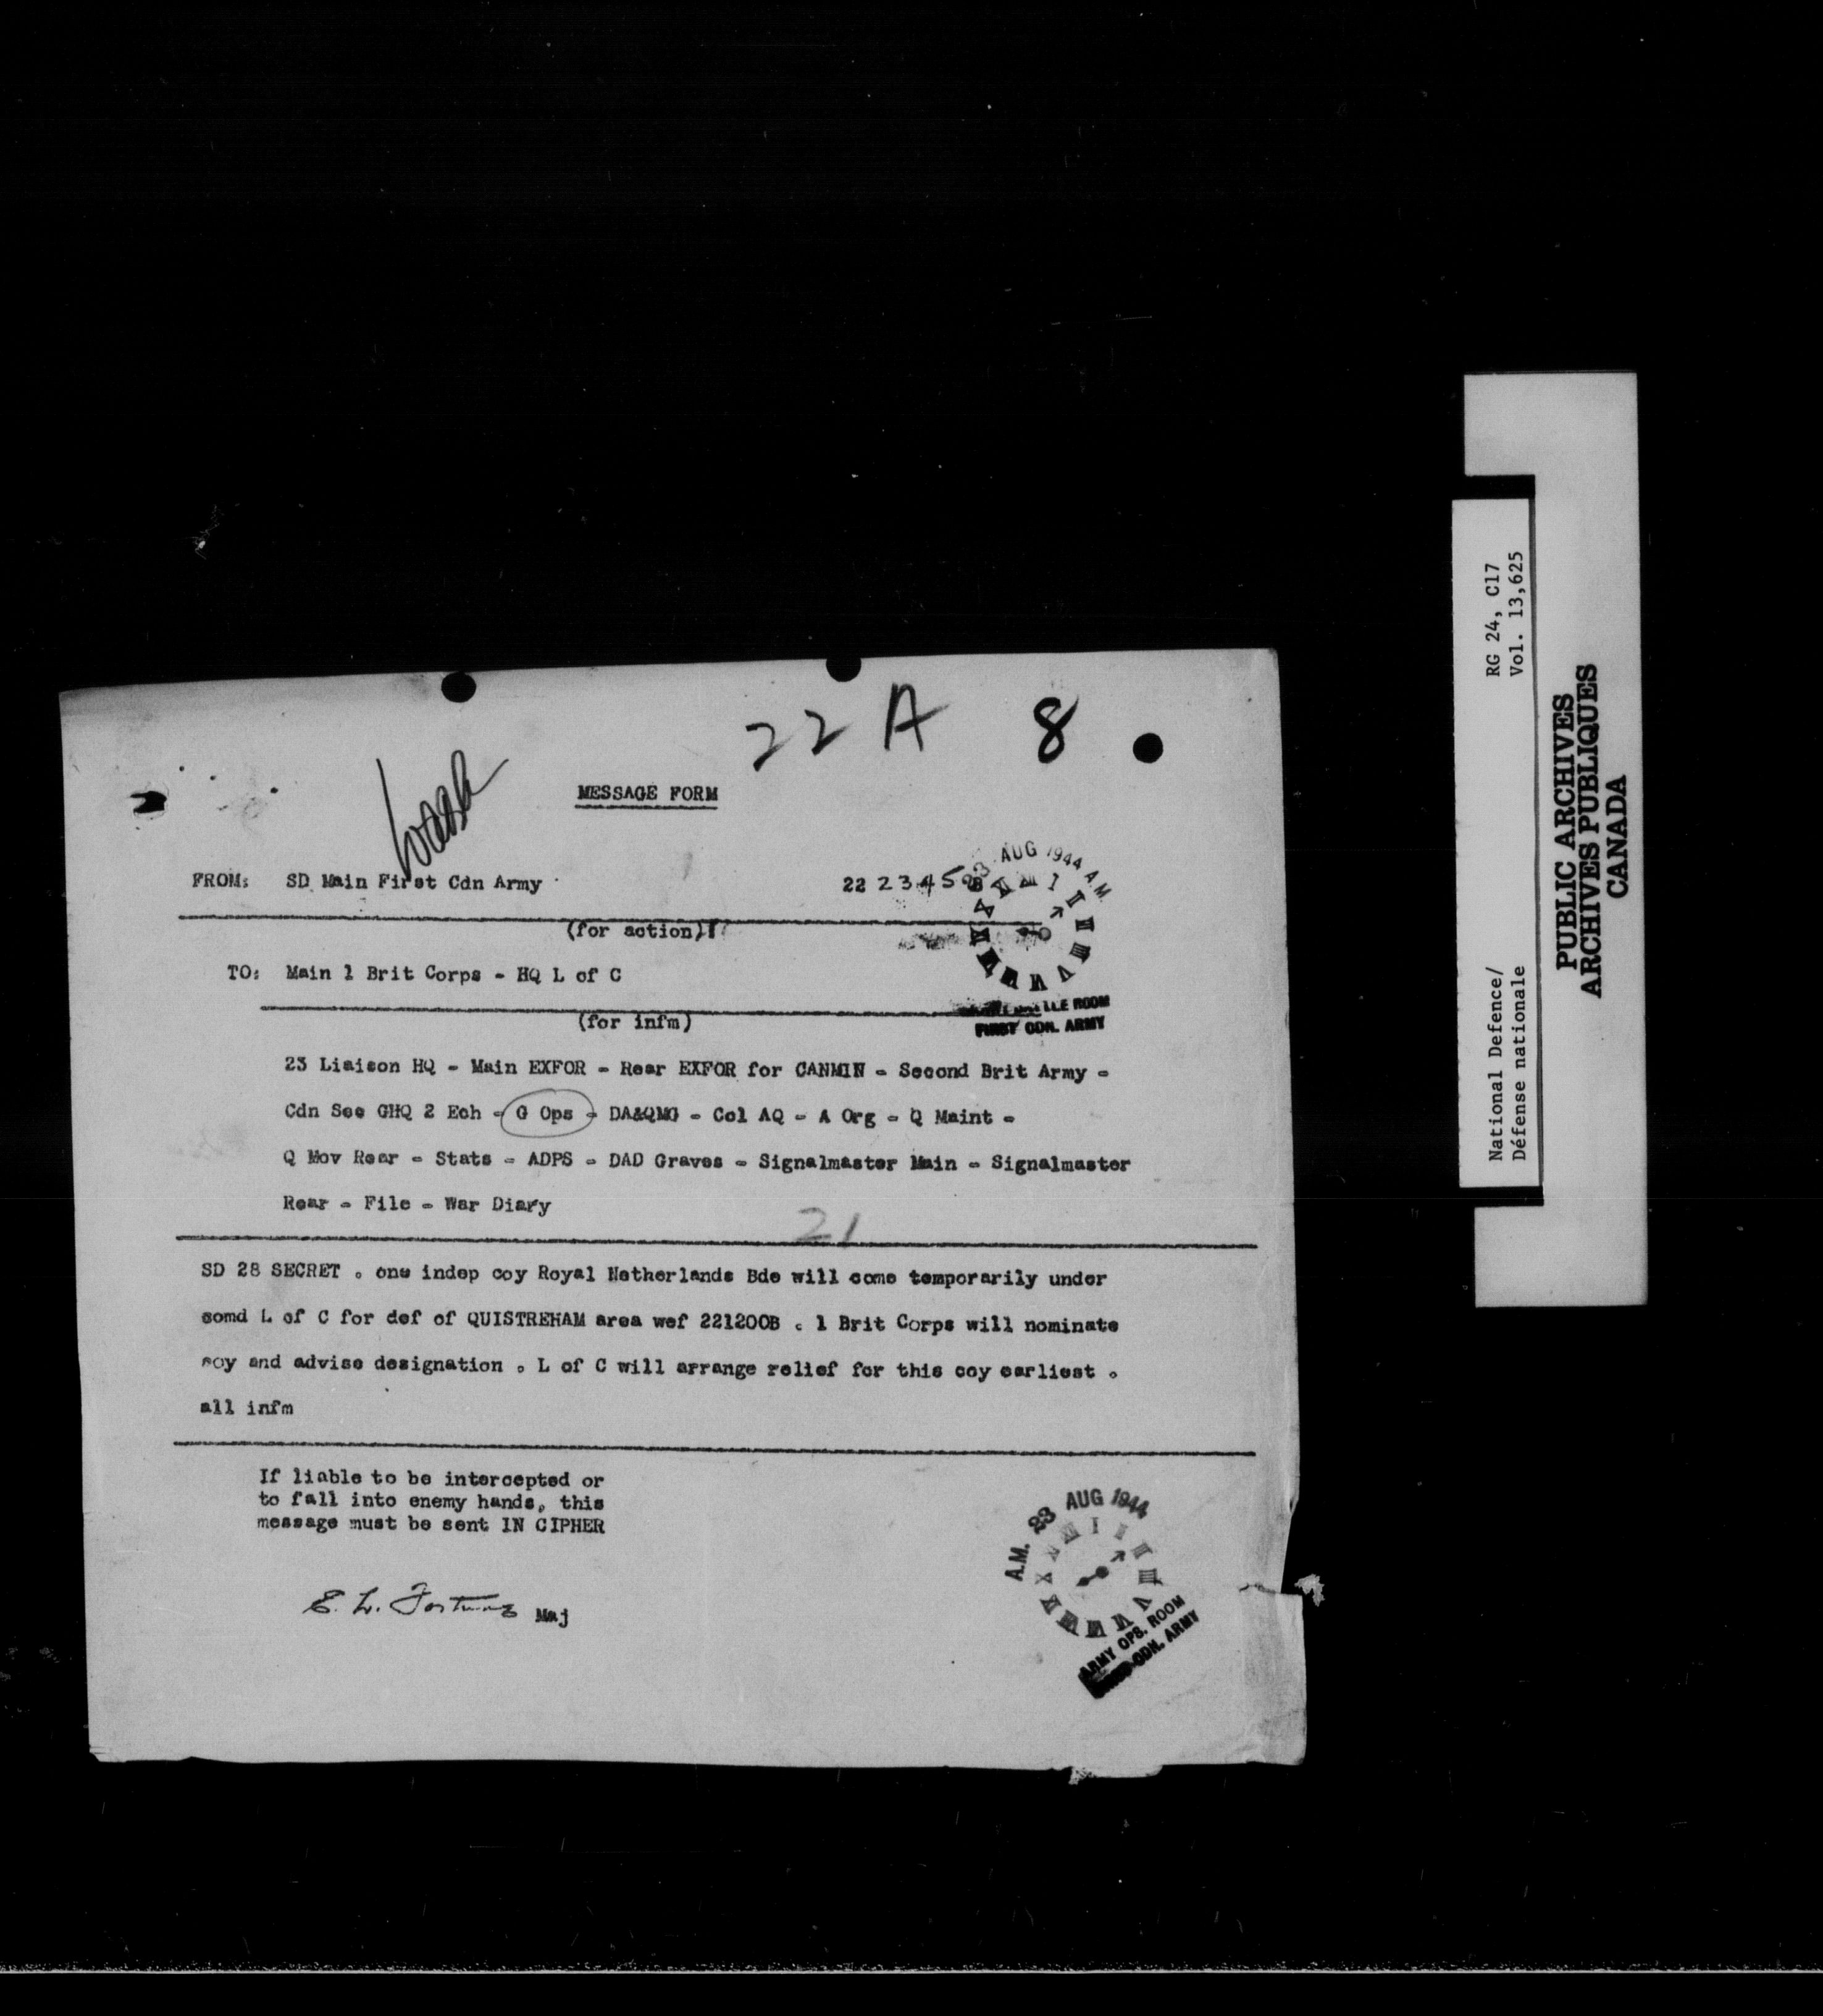 22 A 8
MESSAGE FORM
FROM: SD Main First Cdn Army 222345B
23 AUG 1944 A.M.
(for action)
TO: Main 1 Brit Corps - HQ L of C
ROOM
FIRST CDN. ARMY
(for infm)
23 Liaison HQ - Main EXFOR - Rear EXFOR for CANMIN - Second Brit Army -
Cdn Sec GHQ 2 Ech - G Ops - DA&QMG - Col AQ - A Org - Q Maint -
Q Mov Rear - Stats - ADPS - DAD Graves - Signalmaster Main - Signalmaster
Rear - File - War Diary
21
SD 28 SECRET . one indep coy Royal Netherlands Bde will come temporarily under
comd L of C for def of QUISTREHAM area wef 221200B . 1 Brit Corps will nominate
coy and advise designation . L of C will arrange relief for this coy earliest .
all infm
If liable to be intercepted or
to fall into enemy hands, this
message must be sent IN CIPHER
Maj
A.M. 23 AUG 1944
ARMY OPS. ROOM
CDN. ARMY
National Defence/ RG 24, C17
Défense nationale Vol. 13,625
PUBLIC ARCHIVES
ARCHIVES PUBLIQUES
CANADA